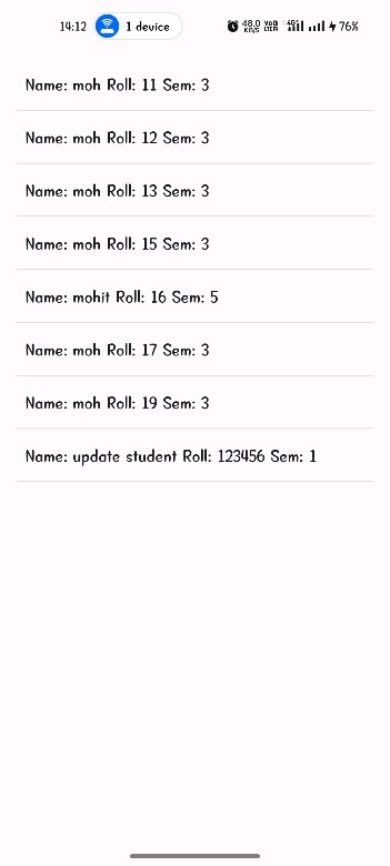 14:12 1 device 48.0 KB/S VoD LTE 4G 76%
Name: moh Roll: 11 Sem: 3
Name: moh Roll: 12 Sem: 3
Name: moh Roll: 13 Sem: 3
Name: moh Roll: 15 Sem: 3
Name: mohit Roll: 16 Sem: 5
Name: moh Roll: 17 Sem: 3
Name: moh Roll: 19 Sem: 3
Name: update student Roll: 123456 Sem: 1